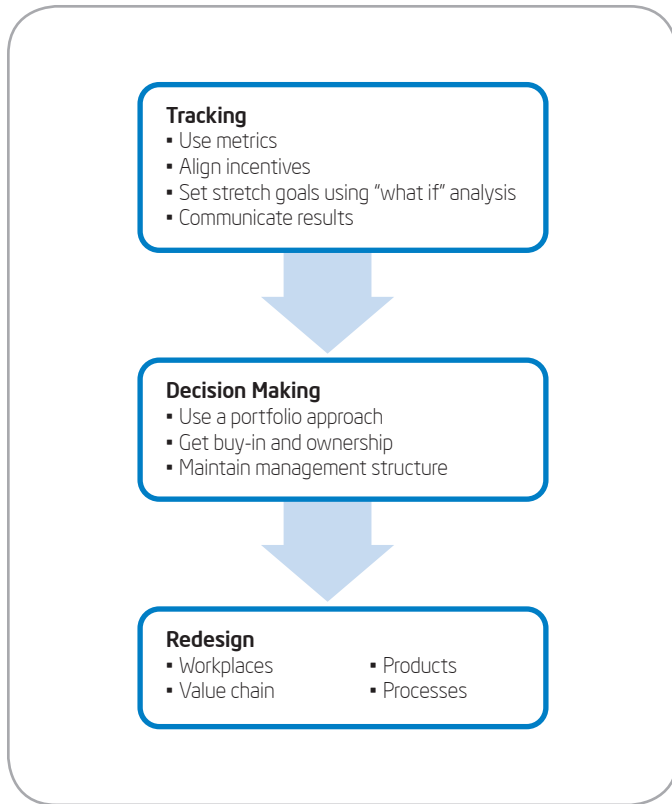 Tracking
▪ Use metrics
▪ Align incentives
▪ Set stretch goals using "what if" analysis
▪ Communicate results
Decision Making
▪ Use a portfolio approach
▪ Get buy-in and ownership
▪ Maintain management structure
Redesign
▪ Workplaces ▪ Products
▪ Value chain ▪ Processes